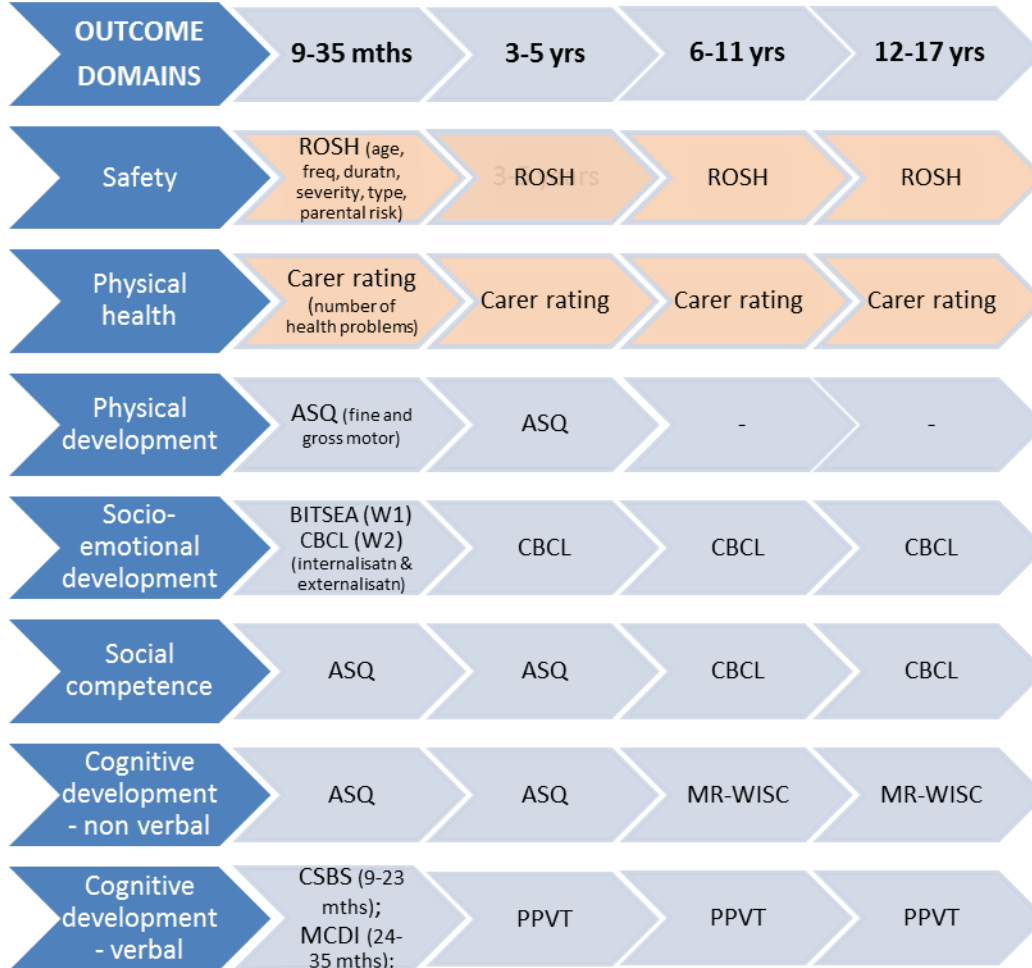 OUTCOME
DOMAINS
9-35 mths
3-5 yrs
6-11 yrs
12-17 yrs
Safety
ROSH (age,
freq, duratn,
severity, type,
parental risk)
ROSH
ROSH
ROSH
Physical
health
Carer rating
(number of
health problems)
Carer rating
Carer rating
Carer rating
Physical
development
ASQ (fine and
gross motor)
ASQ
-
-
Socio-
emotional
development
BITSEA (W1)
CBCL (W2)
(internalisatn &
externalisatn)
CBCL
CBCL
CBCL
Social
competence
ASQ
ASQ
CBCL
CBCL
Cognitive
development
- non verbal
ASQ
ASQ
MR-WISC
MR-WISC
Cognitive
development
- verbal
CSBS (9-23
mths);
MCDI (24-
35 mths);
PPVT
PPVT
PPVT